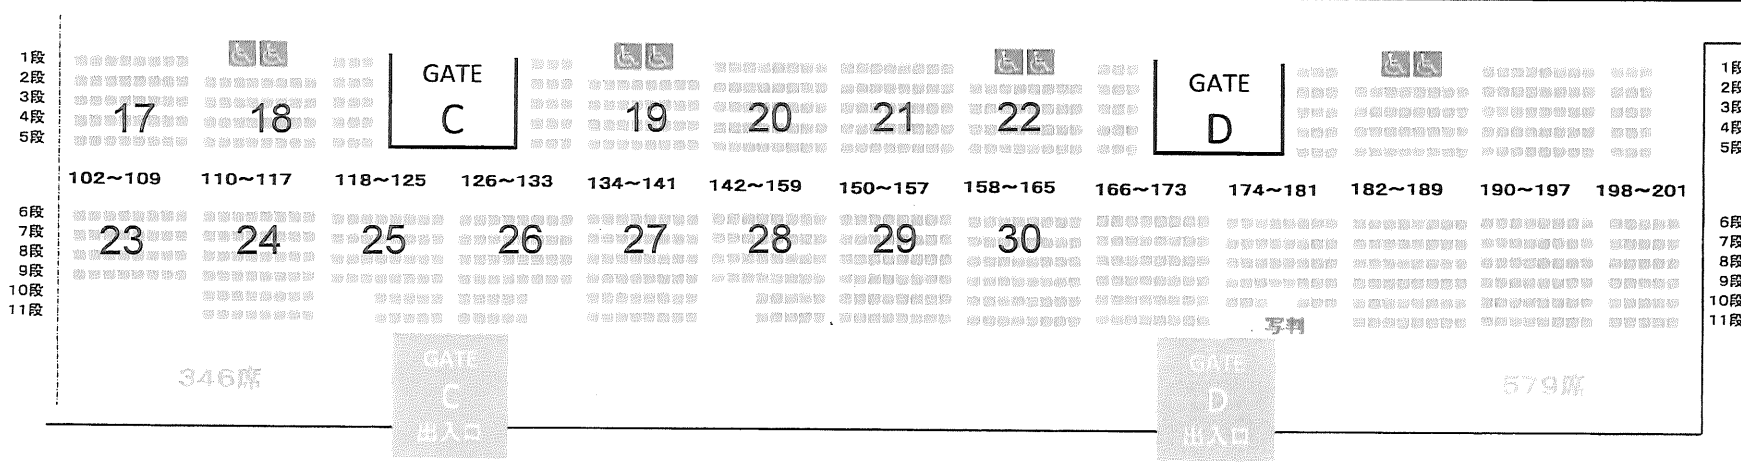 1段 1段
2段 GATE GATE 2段
3段 17 18 C 19 20 21 22 D 3段
4段 4段
5段 5段
102～109 110～117 118～125 126～133 134～141 142～159 150～157 158～165 166～173 174～181 182～189 190～197 198～201
6段 6段
7段 23 24 25 26 27 28 29 30 7段
8段 8段
9段 9段
10段 10段
11段 11段
写判
GATE GATE
346席 C D 579席
出入口 出入口